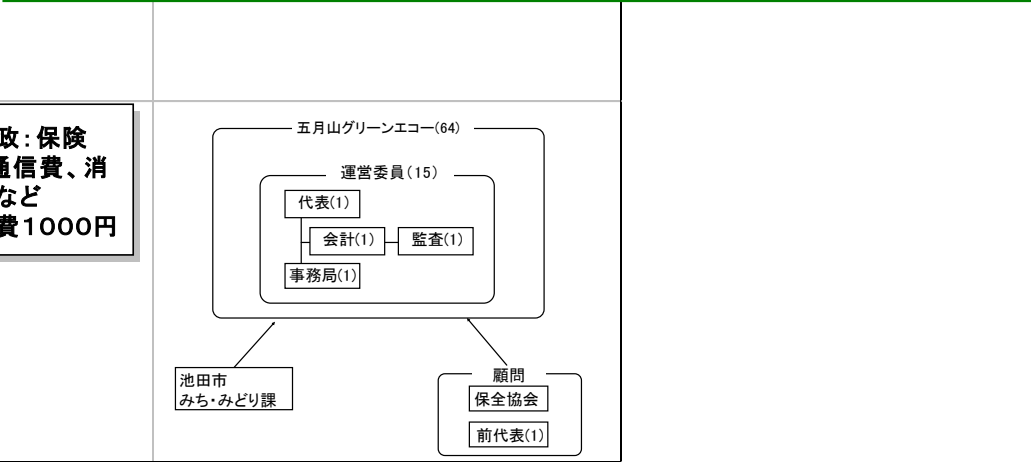 政：保険
通信費、消
など
費1000円
五月山グリーンエコー(64)
運営委員(15)
代表(1)
会計(1)
監査(1)
事務局(1)
池田市
みち・みどり課
顧問
保全協会
前代表(1)